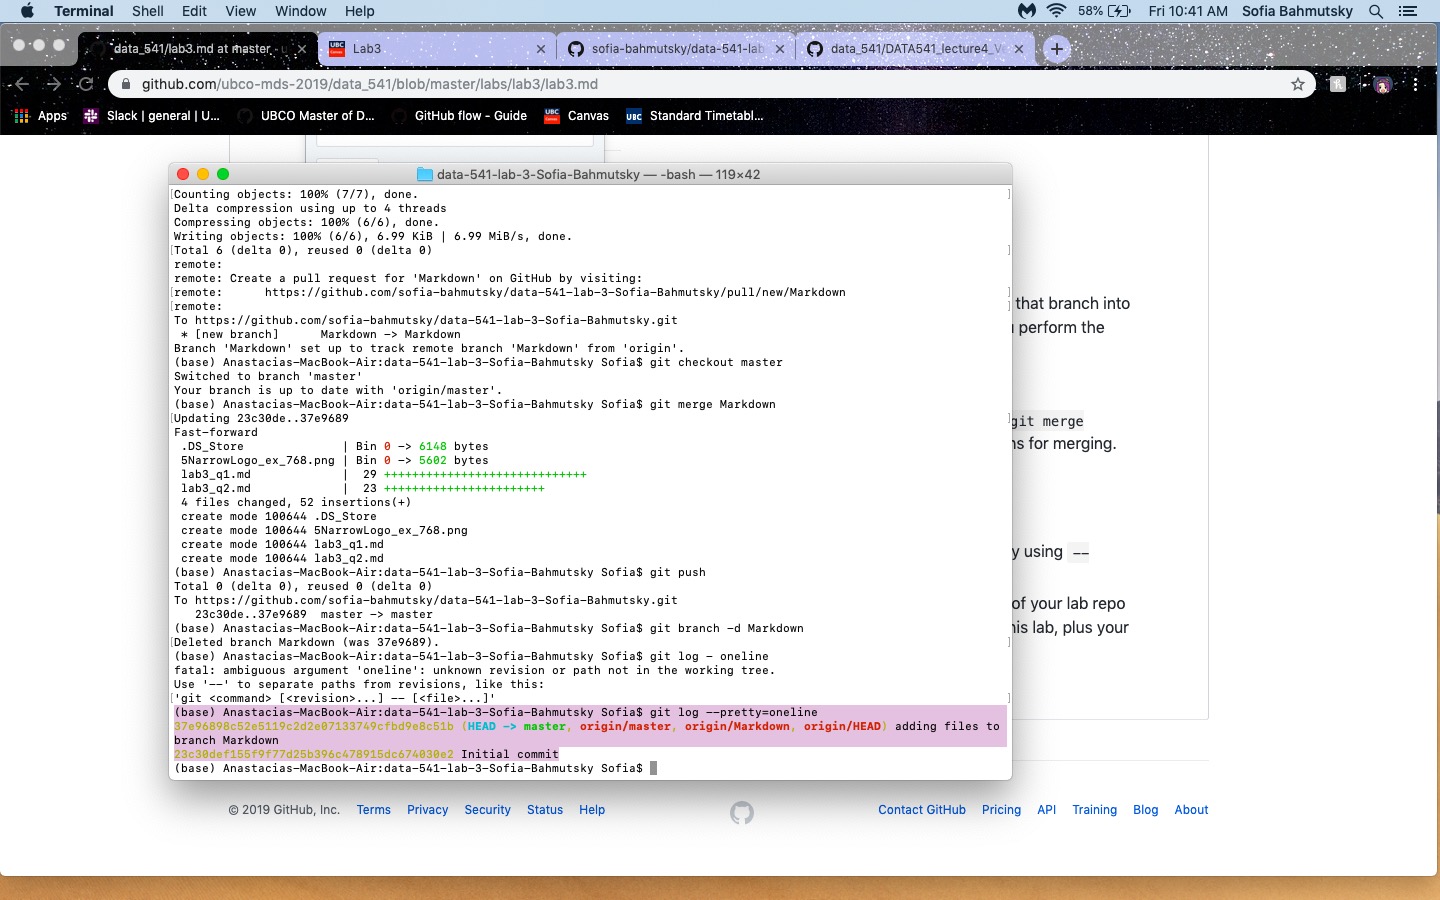 Terminal Shell Edit View Window Help 58% Fri 10:41 AM Sofia Bahmutsky
data_541/lab3.md at master · u
Lab3
sofia-bahmutsky/data-541-lab
data_541/DATA541_lecture4_V
github.com/ubco-mds-2019/data_541/blob/master/labs/lab3/lab3.md
Apps Slack | general | U... UBCO Master of D... GitHub flow - Guide Canvas Standard Timetabl...
data-541-lab-3-Sofia-Bahmutsky — -bash — 119×42
Counting objects: 100% (7/7), done.
Delta compression using up to 4 threads
Compressing objects: 100% (6/6), done.
Writing objects: 100% (6/6), 6.99 KiB | 6.99 MiB/s, done.
Total 6 (delta 0), reused 0 (delta 0)
remote:
remote: Create a pull request for 'Markdown' on GitHub by visiting:
remote:      https://github.com/sofia-bahmutsky/data-541-lab-3-Sofia-Bahmutsky/pull/new/Markdown
remote:
To https://github.com/sofia-bahmutsky/data-541-lab-3-Sofia-Bahmutsky.git
 * [new branch]      Markdown -> Markdown
Branch 'Markdown' set up to track remote branch 'Markdown' from 'origin'.
(base) Anastacias-MacBook-Air:data-541-lab-3-Sofia-Bahmutsky Sofia$ git checkout master
Switched to branch 'master'
Your branch is up to date with 'origin/master'.
(base) Anastacias-MacBook-Air:data-541-lab-3-Sofia-Bahmutsky Sofia$ git merge Markdown
Updating 23c30de..37e9689
Fast-forward
 .DS_Store              | Bin 0 -> 6148 bytes
 5NarrowLogo_ex_768.png | Bin 0 -> 5602 bytes
 lab3_q1.md             |  29 +++++++++++++++++++++++++++++
 lab3_q2.md             |  23 +++++++++++++++++++++++
 4 files changed, 52 insertions(+)
 create mode 100644 .DS_Store
 create mode 100644 5NarrowLogo_ex_768.png
 create mode 100644 lab3_q1.md
 create mode 100644 lab3_q2.md
(base) Anastacias-MacBook-Air:data-541-lab-3-Sofia-Bahmutsky Sofia$ git push
Total 0 (delta 0), reused 0 (delta 0)
To https://github.com/sofia-bahmutsky/data-541-lab-3-Sofia-Bahmutsky.git
   23c30de..37e9689  master -> master
(base) Anastacias-MacBook-Air:data-541-lab-3-Sofia-Bahmutsky Sofia$ git branch -d Markdown
Deleted branch Markdown (was 37e9689).
(base) Anastacias-MacBook-Air:data-541-lab-3-Sofia-Bahmutsky Sofia$ git log - oneline
fatal: ambiguous argument 'oneline': unknown revision or path not in the working tree.
Use '--' to separate paths from revisions, like this:
'git <command> [<revision>...] -- [<file>...]'
(base) Anastacias-MacBook-Air:data-541-lab-3-Sofia-Bahmutsky Sofia$ git log --pretty=oneline
37e96898c52e5119c2d2e07133749cfbd9e8c51b (HEAD -> master, origin/master, origin/Markdown, origin/HEAD) adding files to
branch Markdown
23c30def155f9f77d25b396c478915dc674030e2 Initial commit
(base) Anastacias-MacBook-Air:data-541-lab-3-Sofia-Bahmutsky Sofia$
that branch into
perform the
git merge
ns for merging.
y using --
of your lab repo
his lab, plus your
© 2019 GitHub, Inc. Terms Privacy Security Status Help Contact GitHub Pricing API Training Blog About